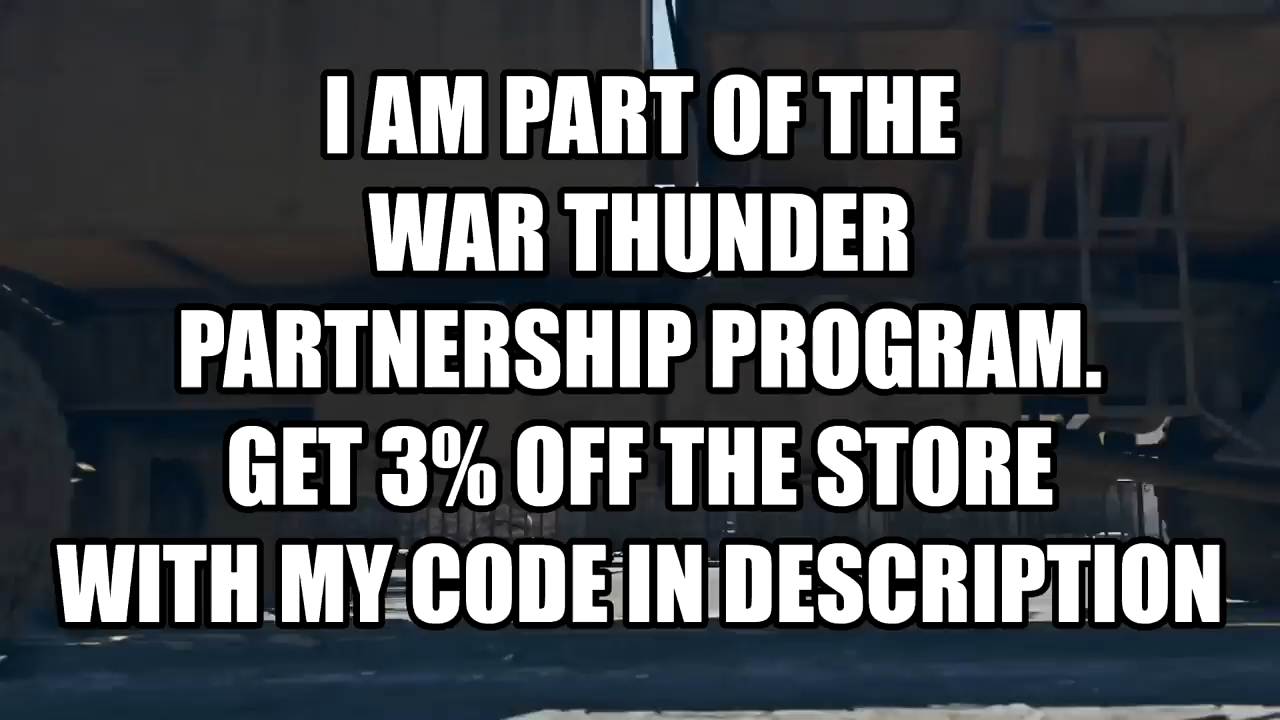 I AM PART OF THE
WAR THUNDER
PARTNERSHIP PROGRAM.
GET 3% OFF THE STORE
WITH MY CODE IN DESCRIPTION